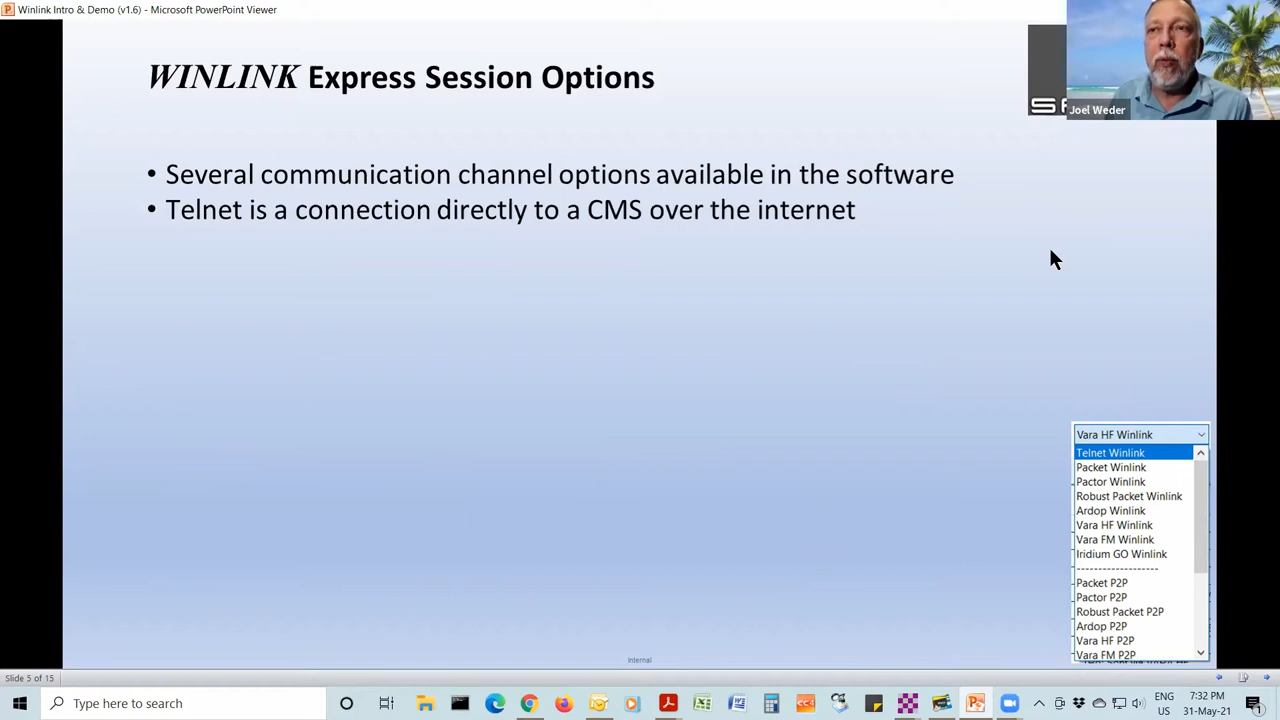 Winlink Intro & Demo (v1.6) - Microsoft PowerPoint Viewer
WINLINK Express Session Options
Joel Weder
• Several communication channel options available in the software
• Telnet is a connection directly to a CMS over the internet
Vara HF Winlink
Telnet Winlink
Packet Winlink
Pactor Winlink
Robust Packet Winlink
Ardop Winlink
Vara HF Winlink
Vara FM Winlink
Iridium GO Winlink
--------------------
Packet P2P
Pactor P2P
Robust Packet P2P
Ardop P2P
Vara HF P2P
Vara FM P2P
Internal
Slide 5 of 15
Type here to search
ENG
US
7:32 PM
31-May-21